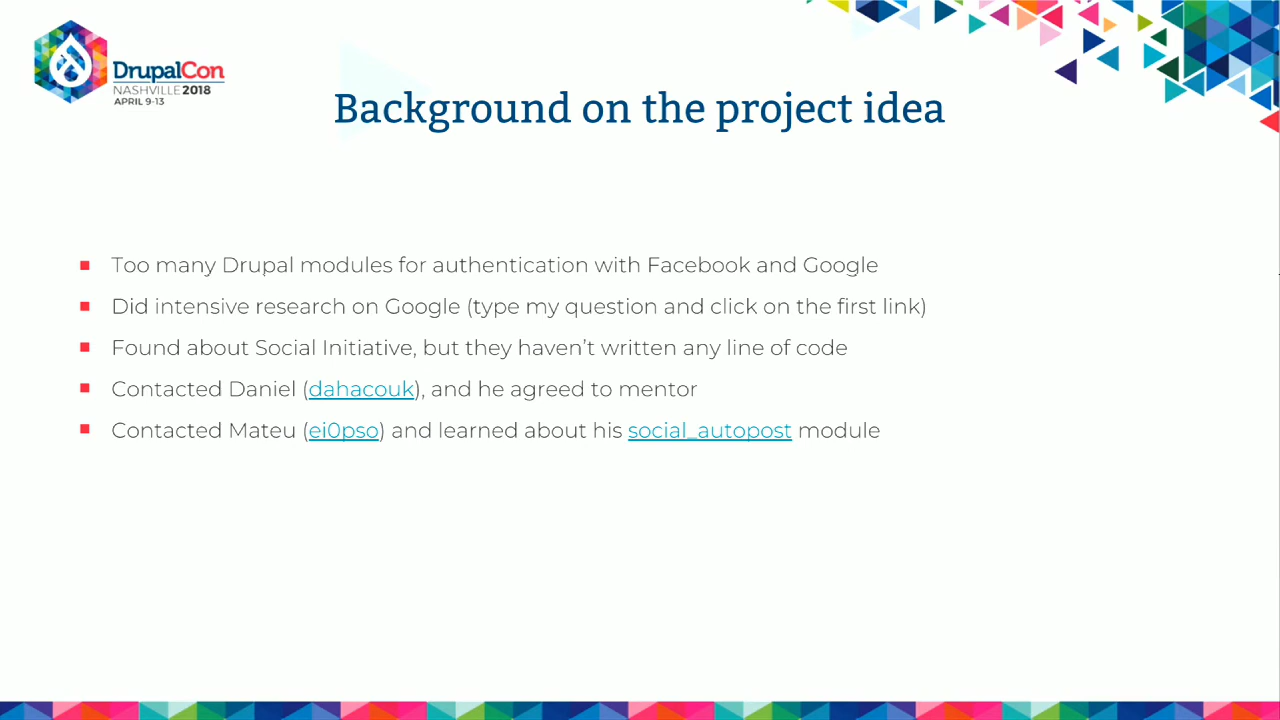 DrupalCon
NASHVILLE 2018
APRIL 9-13
Background on the project idea
Too many Drupal modules for authentication with Facebook and Google
Did intensive research on Google (type my question and click on the first link)
Found about Social Initiative, but they haven't written any line of code
Contacted Daniel (dahacouk), and he agreed to mentor
Contacted Mateu (ei0pso) and learned about his social_autopost module